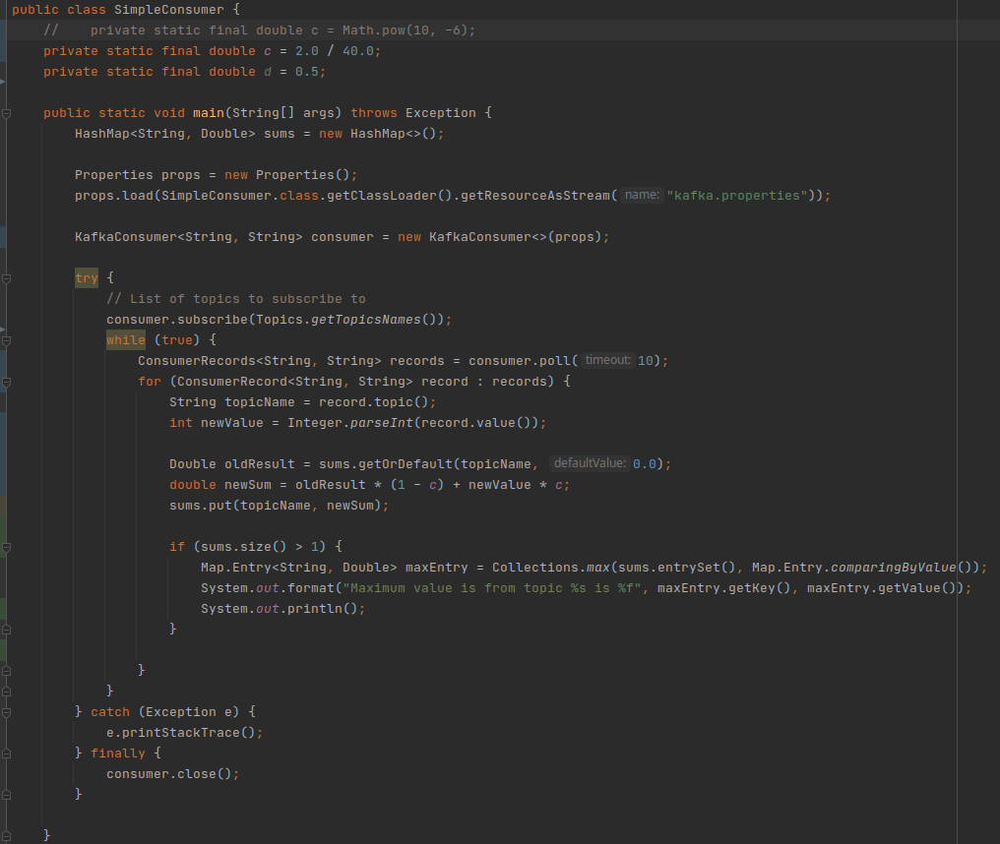 public class SimpleConsumer {
    //    private static final double c = Math.pow(10, -6);
    private static final double c = 2.0 / 40.0;
    private static final double d = 0.5;

    public static void main(String[] args) throws Exception {
        HashMap<String, Double> sums = new HashMap<>();

        Properties props = new Properties();
        props.load(SimpleConsumer.class.getClassLoader().getResourceAsStream( name: "kafka.properties"));

        KafkaConsumer<String, String> consumer = new KafkaConsumer<>(props);

        try {
            // List of topics to subscribe to
            consumer.subscribe(Topics.getTopicsNames());
            while (true) {
                ConsumerRecords<String, String> records = consumer.poll( timeout: 10);
                for (ConsumerRecord<String, String> record : records) {
                    String topicName = record.topic();
                    int newValue = Integer.parseInt(record.value());

                    Double oldResult = sums.getOrDefault(topicName, defaultValue: 0.0);
                    double newSum = oldResult * (1 - c) + newValue * c;
                    sums.put(topicName, newSum);

                    if (sums.size() > 1) {
                        Map.Entry<String, Double> maxEntry = Collections.max(sums.entrySet(), Map.Entry.comparingByValue());
                        System.out.format("Maximum value is from topic %s is %f", maxEntry.getKey(), maxEntry.getValue());
                        System.out.println();
                    }

                }
            }
        } catch (Exception e) {
            e.printStackTrace();
        } finally {
            consumer.close();
        }

    }